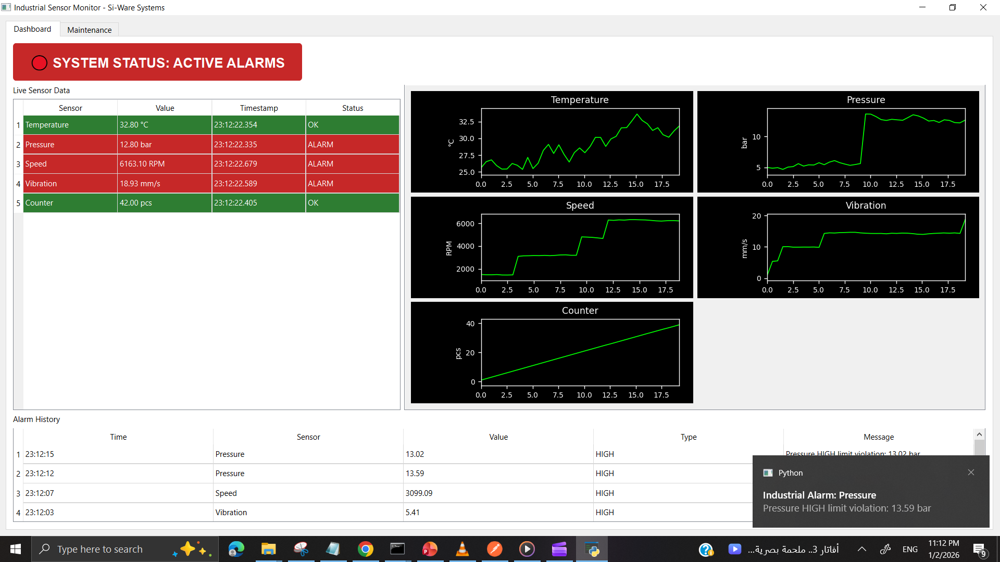 Industrial Sensor Monitor - Si-Ware Systems
Dashboard Maintenance
SYSTEM STATUS: ACTIVE ALARMS
Live Sensor Data
Sensor Value Timestamp Status
1 Temperature 32.80 °C 23:12:22.354 OK
2 Pressure 12.80 bar 23:12:22.335 ALARM
3 Speed 6163.10 RPM 23:12:22.679 ALARM
4 Vibration 18.93 mm/s 23:12:22.589 ALARM
5 Counter 42.00 pcs 23:12:22.405 OK
Temperature
°C
32.5
30.0
27.5
25.0
0.0 2.5 5.0 7.5 10.0 12.5 15.0 17.5
Pressure
bar
10
5
0.0 2.5 5.0 7.5 10.0 12.5 15.0 17.5
Speed
RPM
6000
4000
2000
0.0 2.5 5.0 7.5 10.0 12.5 15.0 17.5
Vibration
mm/s
20
10
0
0.0 2.5 5.0 7.5 10.0 12.5 15.0 17.5
Counter
pcs
40
20
0
0.0 2.5 5.0 7.5 10.0 12.5 15.0 17.5
Alarm History
Time Sensor Value Type Message
1 23:12:15 Pressure 13.02 HIGH Pressure HIGH limit violation: 13.02 bar
2 23:12:12 Pressure 13.59 HIGH
3 23:12:07 Speed 3099.09 HIGH
4 23:12:03 Vibration 5.41 HIGH
Python
Industrial Alarm: Pressure
Pressure HIGH limit violation: 13.59 bar
Type here to search
أفاتار 3.. ملحمة بصرية...
ENG
11:12 PM
1/2/2026
9